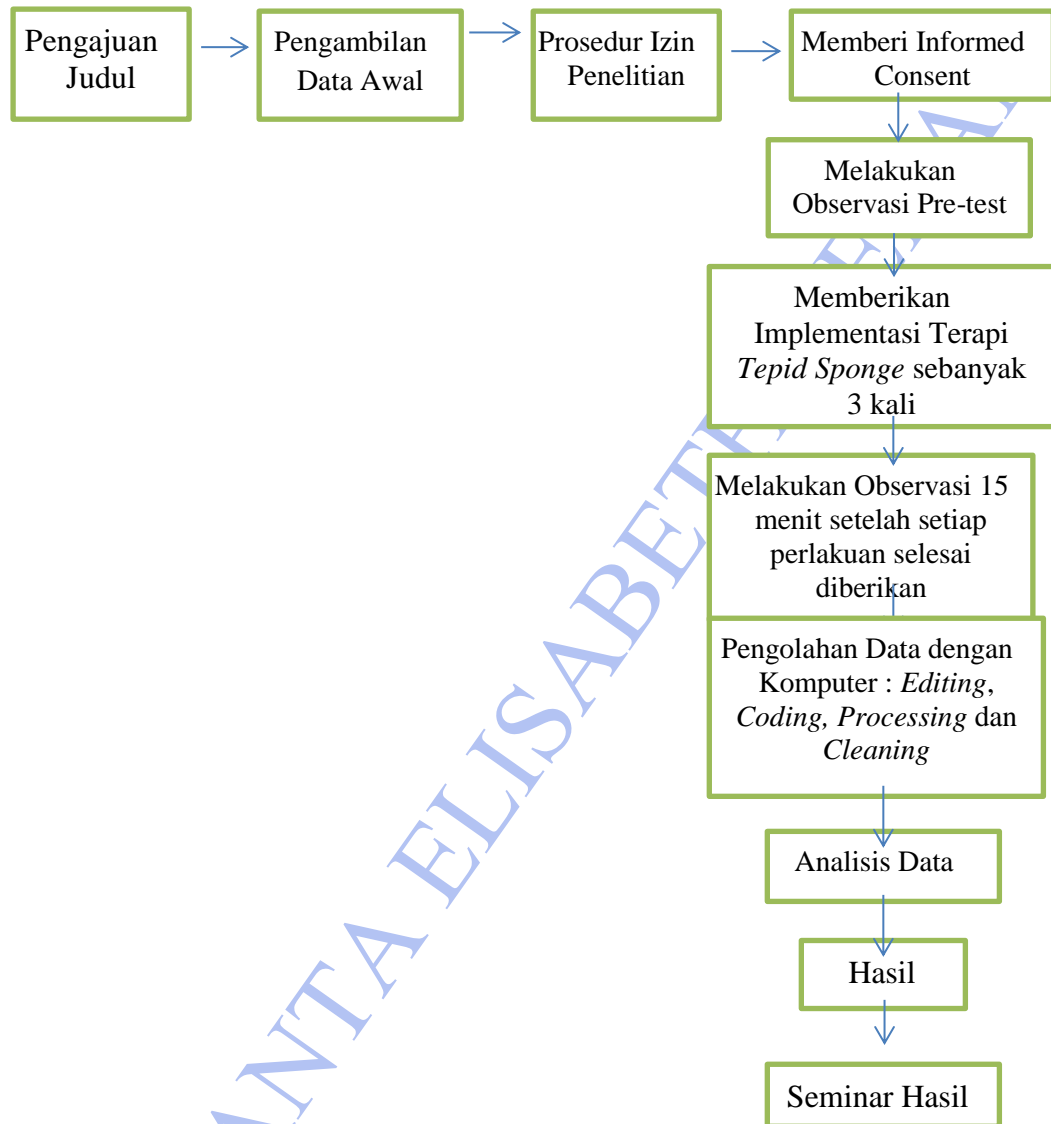 Pengajuan
Judul
Pengambilan
Data Awal
Prosedur Izin
Penelitian
Memberi Informed
Consent
Melakukan
Observasi Pre-test
Memberikan
Implementasi Terapi
Tepid Sponge sebanyak
3 kali
Melakukan Observasi 15
menit setelah setiap
perlakuan selesai
diberikan
Pengolahan Data dengan
Komputer : Editing,
Coding, Processing dan
Cleaning
Analisis Data
Hasil
Seminar Hasil
ANTA ELISABETH